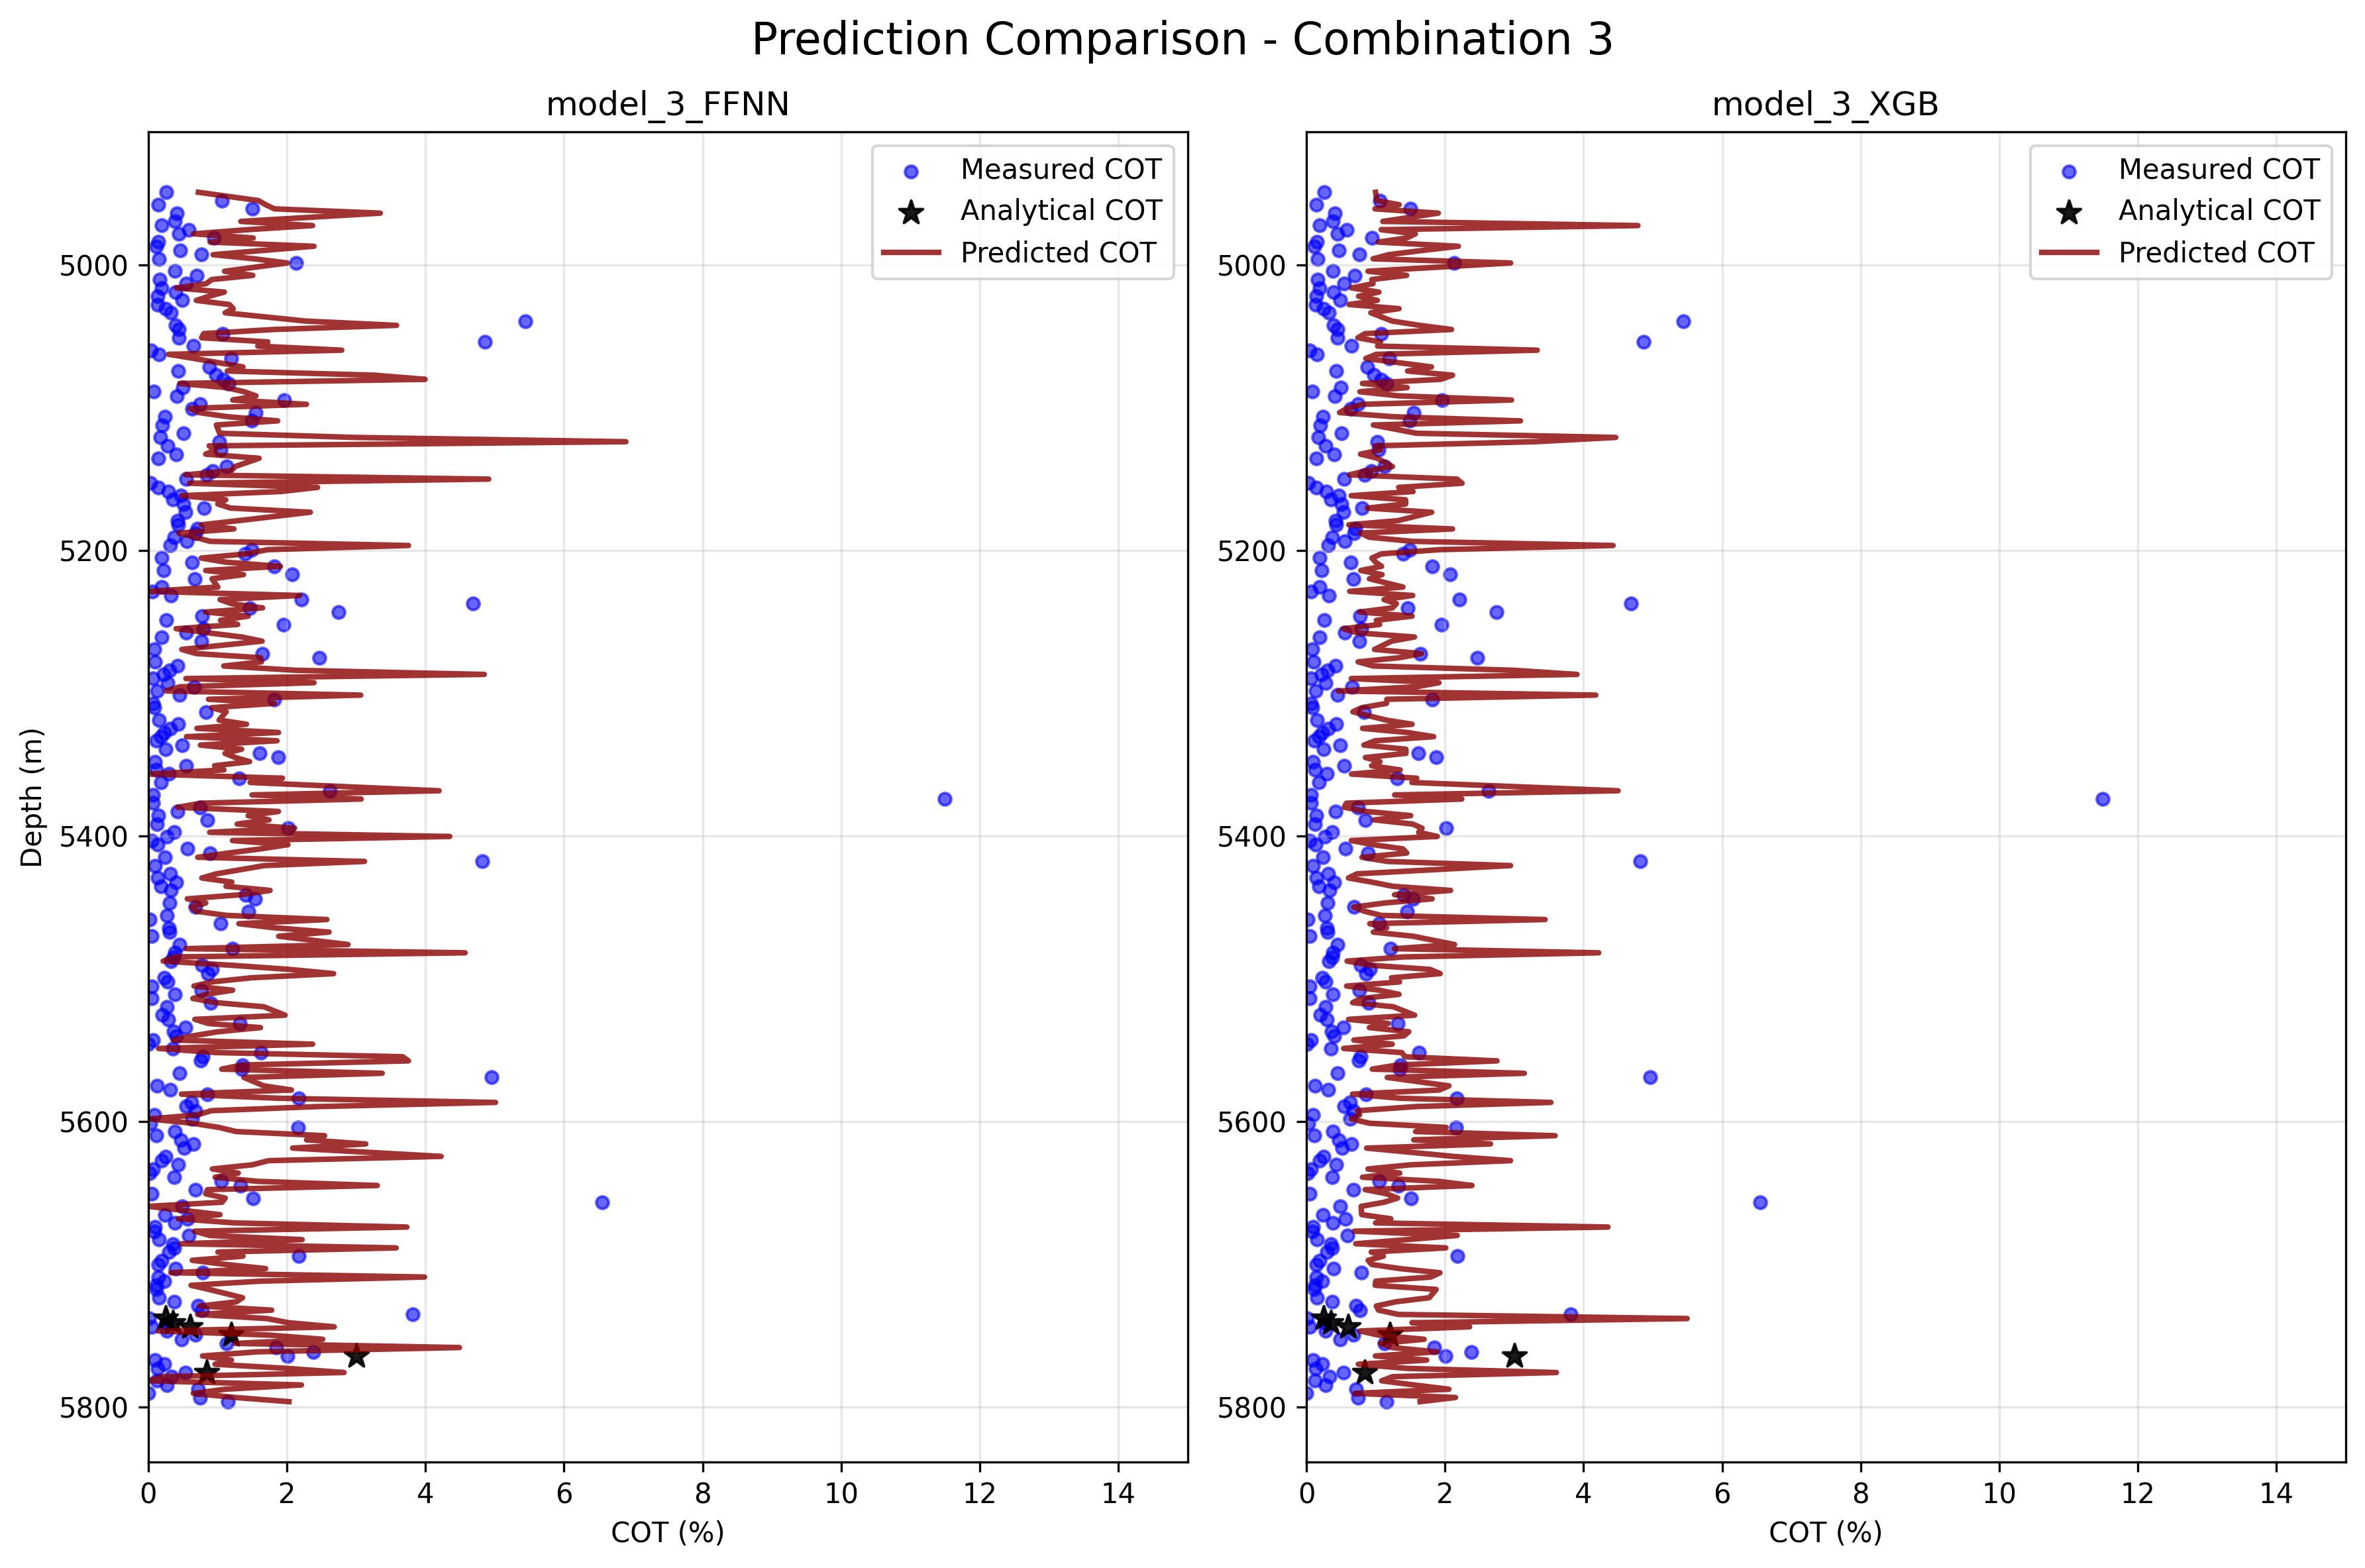 Prediction Comparison - Combination 3
model_3_FFNN
Measured COT
Analytical COT
Predicted COT
Depth (m)
5000
5200
5400
5600
5800
0 2 4 6 8 10 12 14
COT (%)
model_3_XGB
Measured COT
Analytical COT
Predicted COT
5000
5200
5400
5600
5800
0 2 4 6 8 10 12 14
COT (%)